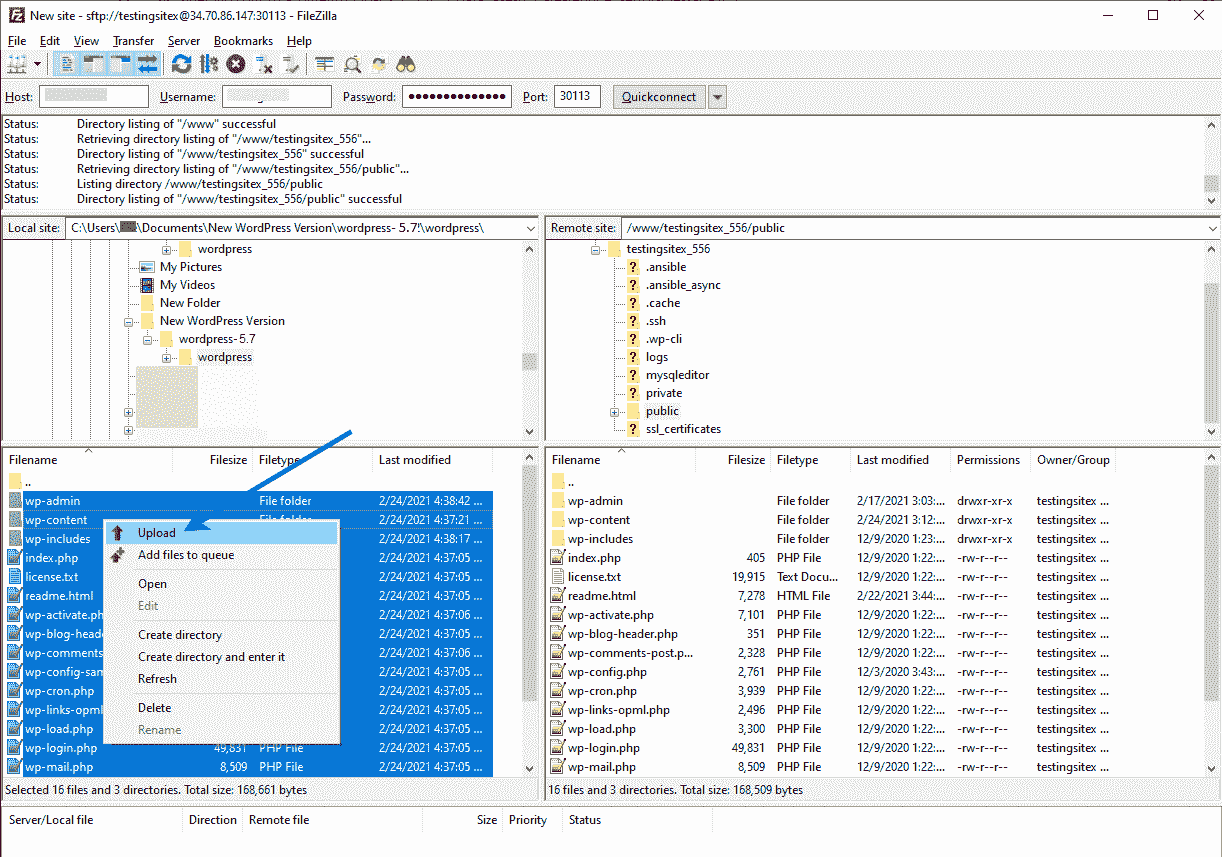 New site - sftp://testingsitex@34.70.86.147:30113 - FileZilla
File Edit View Transfer Server Bookmarks Help
Host: Username: Password: ●●●●●●●●●●●●●● Port: 30113 Quickconnect
Status: Directory listing of "/www" successful
Status: Retrieving directory listing of "/www/testingsitex_556"...
Status: Directory listing of "/www/testingsitex_556" successful
Status: Retrieving directory listing of "/www/testingsitex_556/public"...
Status: Listing directory /www/testingsitex_556/public
Status: Directory listing of "/www/testingsitex_556/public" successful
Local site: C:\Users\ \Documents\New WordPress Version\wordpress- 5.7!\wordpress\
wordpress
My Pictures
My Videos
New Folder
New WordPress Version
wordpress-5.7
wordpress
Remote site: /www/testingsitex_556/public
testingsitex_556
? .ansible
? .ansible_async
? .cache
? .ssh
? .wp-cli
? logs
? mysqleditor
? private
public
? ssl_certificates
Filename Filesize Filetype Last modified
..
wp-admin File folder 2/24/2021 4:38:42 ...
wp-content File folder 2/24/2021 4:37:21 ...
wp-includes 2/24/2021 4:38:17 ...
index.php 2/24/2021 4:37:05 ...
license.txt 2/24/2021 4:37:05 ...
readme.html 2/24/2021 4:37:05 ...
wp-activate.ph 2/24/2021 4:37:06 ...
wp-blog-head 2/24/2021 4:37:05 ...
wp-comments 2/24/2021 4:37:06 ...
wp-config-sam 2/24/2021 4:37:05 ...
wp-cron.php 2/24/2021 4:37:05 ...
wp-links-opml 2/24/2021 4:37:05 ...
wp-load.php 2/24/2021 4:37:05 ...
wp-login.php 49,831 PHP File 2/24/2021 4:37:05 ...
wp-mail.php 8,509 PHP File 2/24/2021 4:37:05 ...
Selected 16 files and 3 directories. Total size: 168,661 bytes
Upload
Add files to queue
Open
Edit
Create directory
Create directory and enter it
Refresh
Delete
Rename
Filename Filesize Filetype Last modified Permissions Owner/Group
..
wp-admin File folder 2/17/2021 3:03:... drwxr-xr-x testingsitex ...
wp-content File folder 2/24/2021 3:12:... drwxr-xr-x testingsitex ...
wp-includes File folder 12/9/2020 1:23:... drwxr-xr-x testingsitex ...
index.php 405 PHP File 12/9/2020 1:22:... -rw-r--r-- testingsitex ...
license.txt 19,915 Text Docu... 12/9/2020 1:22:... -rw-r--r-- testingsitex ...
readme.html 7,278 HTML File 2/22/2021 3:44:... -rw-r--r-- testingsitex ...
wp-activate.php 7,101 PHP File 12/9/2020 1:22:... -rw-r--r-- testingsitex ...
wp-blog-header.php 351 PHP File 12/9/2020 1:22:... -rw-r--r-- testingsitex ...
wp-comments-post.p... 2,328 PHP File 12/9/2020 1:22:... -rw-r--r-- testingsitex ...
wp-config.php 2,761 PHP File 12/3/2020 3:43:... -rw-r--r-- testingsitex ...
wp-cron.php 3,939 PHP File 12/9/2020 1:22:... -rw-r--r-- testingsitex ...
wp-links-opml.php 2,496 PHP File 12/9/2020 1:22:... -rw-r--r-- testingsitex ...
wp-load.php 3,300 PHP File 12/9/2020 1:22:... -rw-r--r-- testingsitex ...
wp-login.php 49,831 PHP File 12/9/2020 1:22:... -rw-r--r-- testingsitex ...
wp-mail.php 8,509 PHP File 12/9/2020 1:22:... -rw-r--r-- testingsitex ...
16 files and 3 directories. Total size: 168,509 bytes
Server/Local file Direction Remote file Size Priority Status